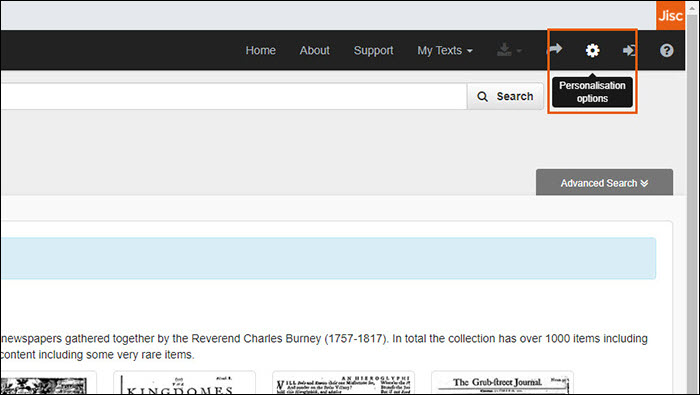 Jisc
Home About Support My Texts
Personalisation
options
Search
Advanced Search
newspapers gathered together by the Reverend Charles Burney (1757-1817). In total the collection has over 1000 items including
content including some very rare items.
THE
KINGDOMES
AN HIEROGLYPHI
The Grub-street Journal.